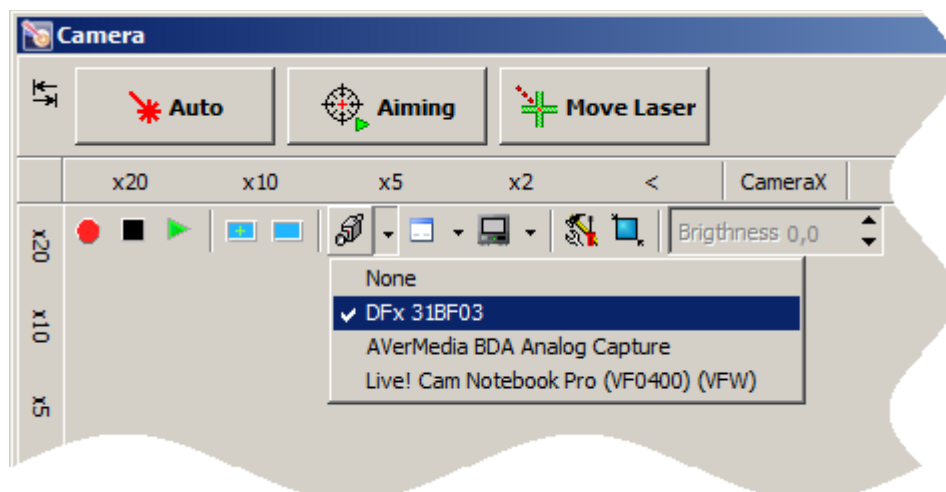 Camera
Auto Aiming Move Laser
x20 x10 x5 x2 < CameraX
x20
Brigthness 0,0
None
DFx 31BF03
x10
AVerMedia BDA Analog Capture
Live! Cam Notebook Pro (VF0400) (VFW)
x5